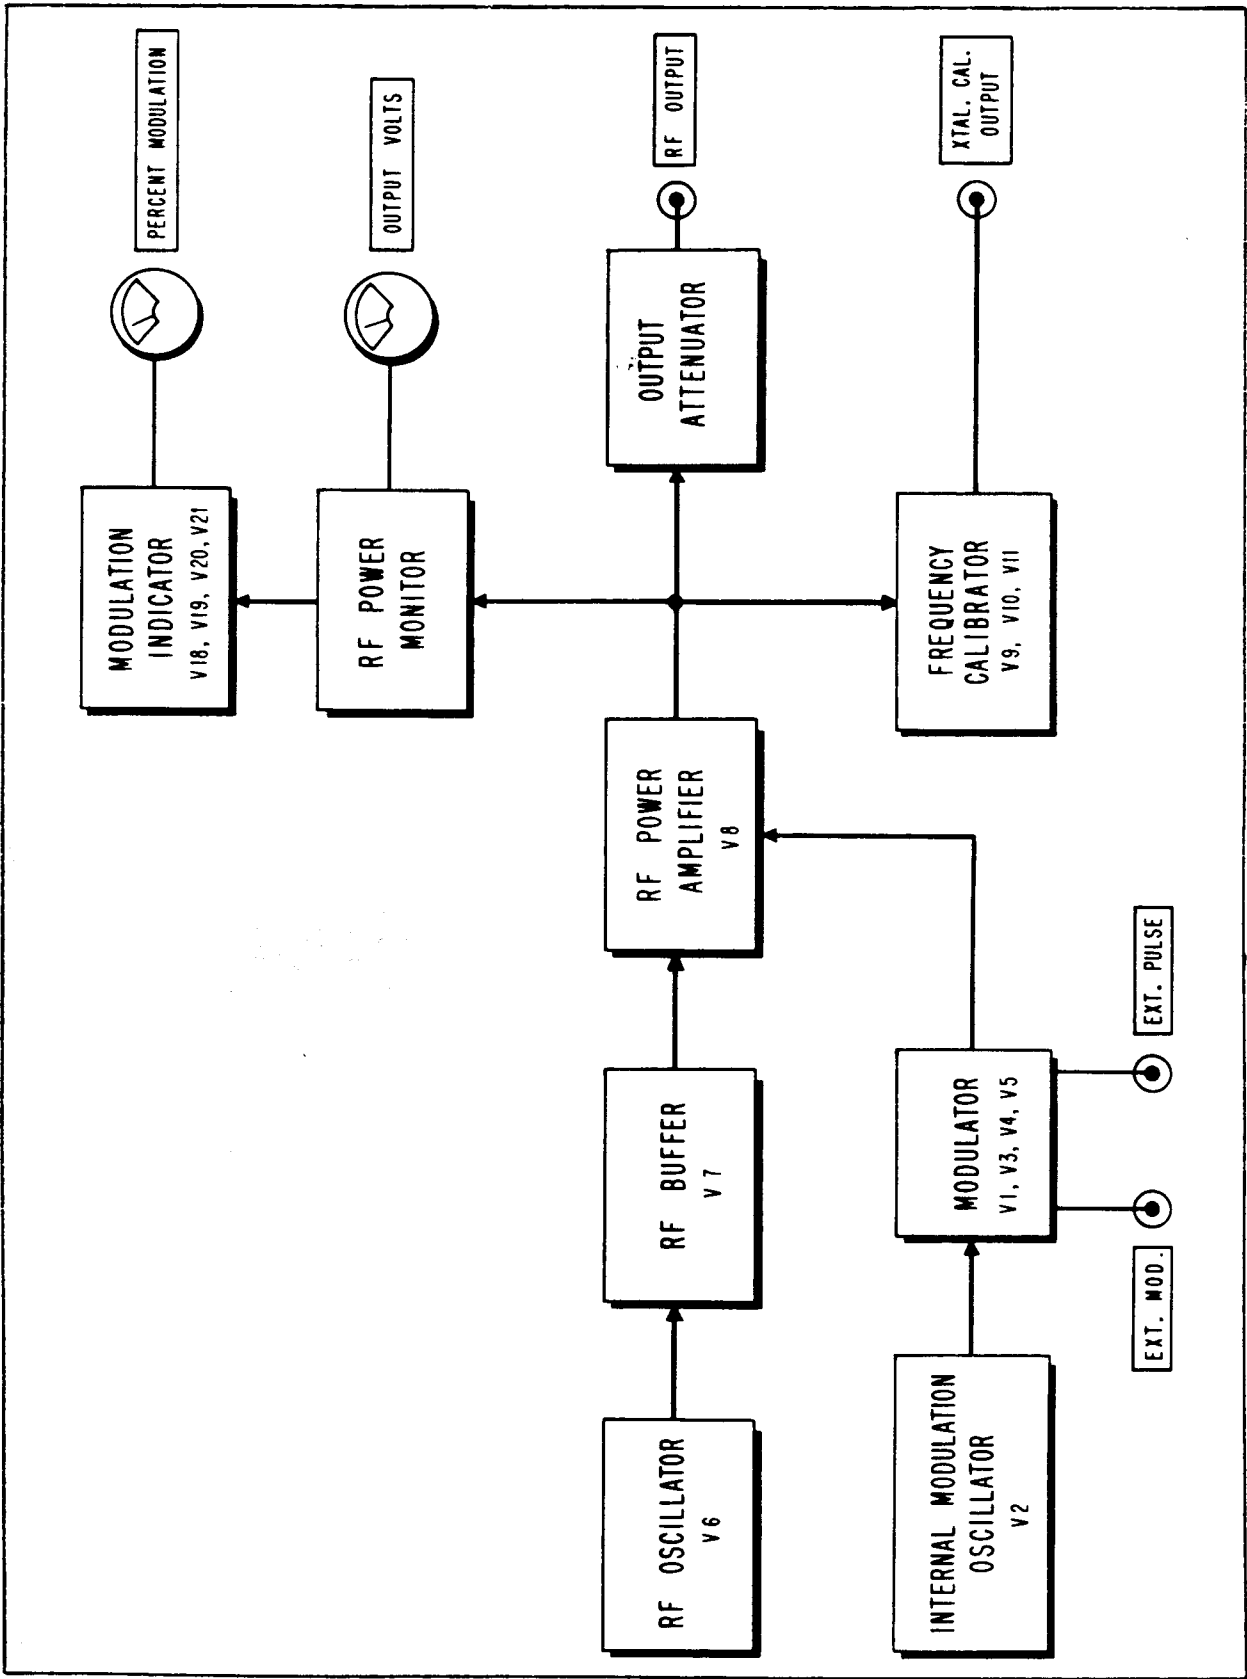 MODULATION
INDICATOR
V18, V19, V20, V21
PERCENT MODULATION
RF POWER
MONITOR
OUTPUT VOLTS
RF OSCILLATOR
V6
RF BUFFER
V7
RF POWER
AMPLIFIER
V8
OUTPUT
ATTENUATOR
RF OUTPUT
INTERNAL MODULATION
OSCILLATOR
V2
MODULATOR
V1, V3, V4, V5
FREQUENCY
CALIBRATOR
V9, V10, V11
XTAL. CAL.
OUTPUT
EXT. MOD.
EXT. PULSE